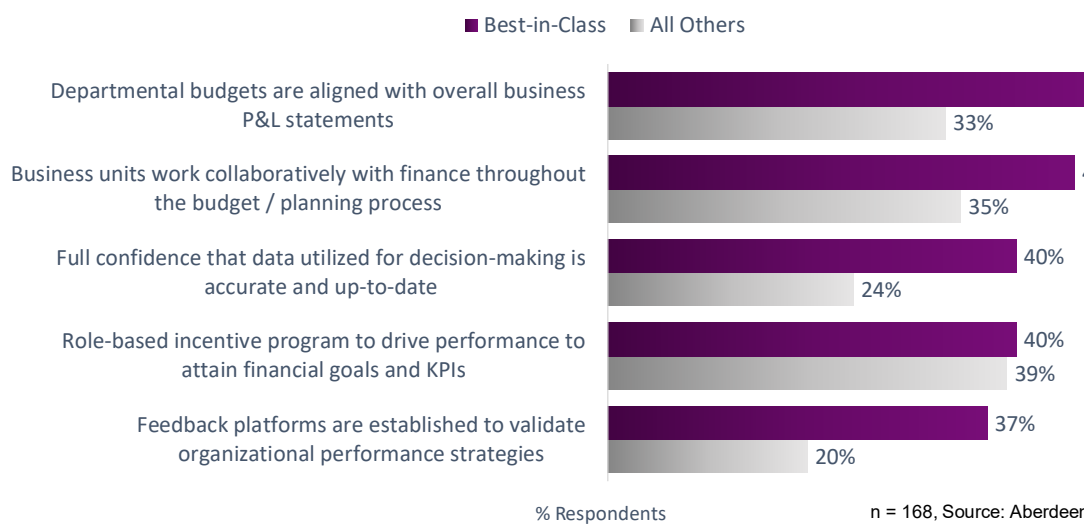 Best-in-Class All Others
Departmental budgets are aligned with overall business
P&L statements
33%
Business units work collaboratively with finance throughout
the budget / planning process
35%
Full confidence that data utilized for decision-making is
accurate and up-to-date
40%
24%
Role-based incentive program to drive performance to
attain financial goals and KPIs
40%
39%
Feedback platforms are established to validate
organizational performance strategies
37%
20%
% Respondents
n = 168, Source: Aberdeen